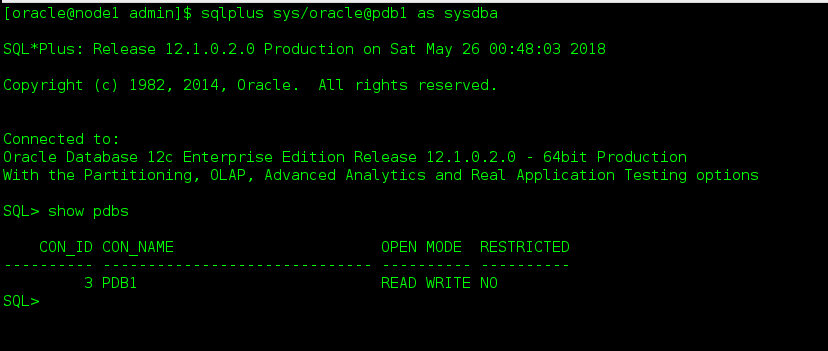 [oracle@node1 admin]$ sqlplus sys/oracle@pdb1 as sysdba
SQL*Plus: Release 12.1.0.2.0 Production on Sat May 26 00:48:03 2018
Copyright (c) 1982, 2014, Oracle.  All rights reserved.
Connected to:
Oracle Database 12c Enterprise Edition Release 12.1.0.2.0 - 64bit Production
With the Partitioning, OLAP, Advanced Analytics and Real Application Testing options
SQL> show pdbs
    CON_ID CON_NAME                       OPEN MODE  RESTRICTED
---------- ------------------------------ ---------- ----------
         3 PDB1                           READ WRITE NO
SQL>